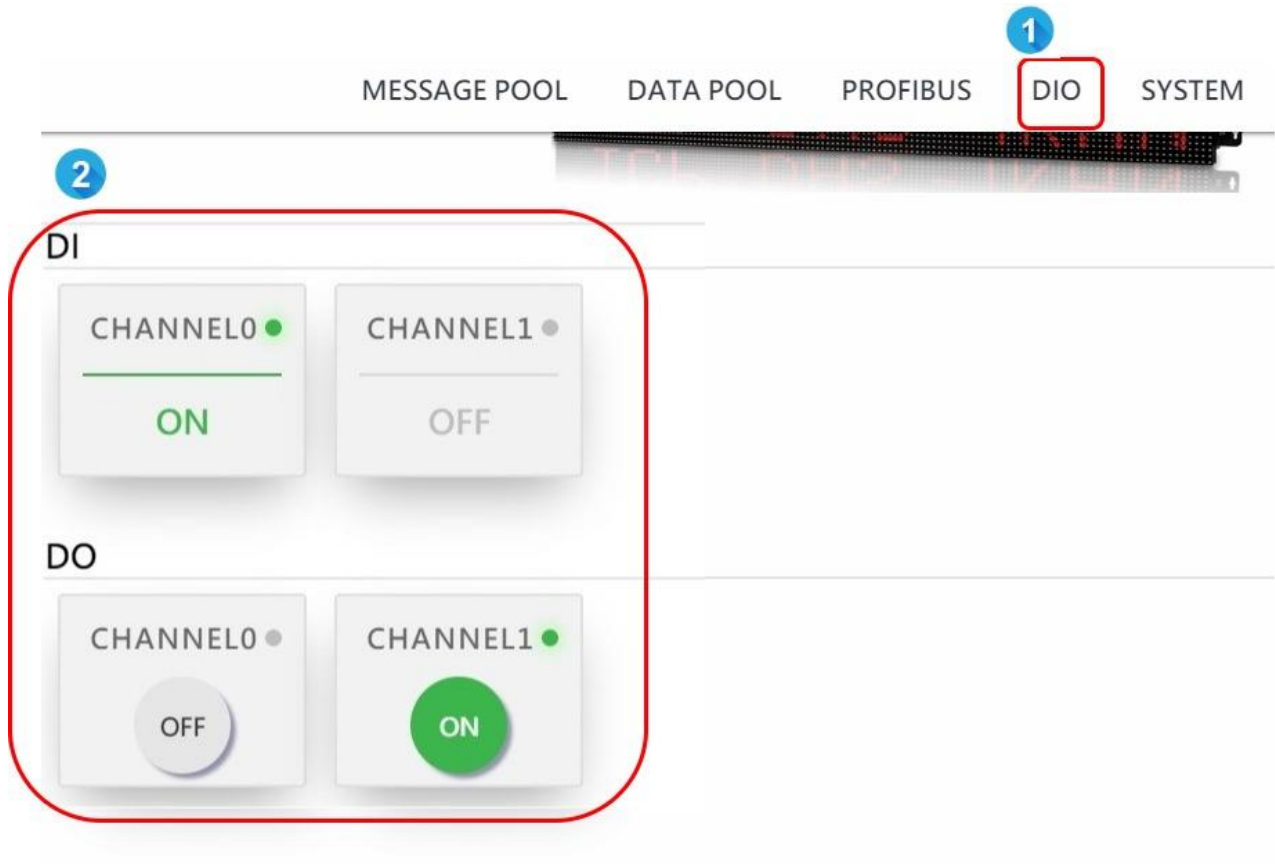 1
MESSAGE POOL DATA POOL PROFIBUS DIO SYSTEM
2
DI
CHANNEL0 CHANNEL1
ON OFF
DO
CHANNEL0 CHANNEL1
OFF ON